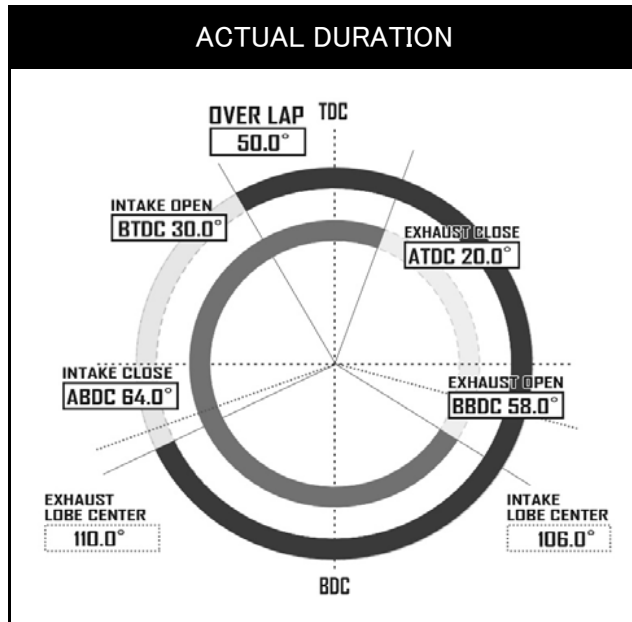 ACTUAL DURATION
OVER LAP
50.0°
TDC
INTAKE OPEN
BTDC 30.0°
EXHAUST CLOSE
ATDC 20.0°
INTAKE CLOSE
ABDC 64.0°
EXHAUST OPEN
BBDC 58.0°
EXHAUST
LOBE CENTER
110.0°
INTAKE
LOBE CENTER
106.0°
BDC